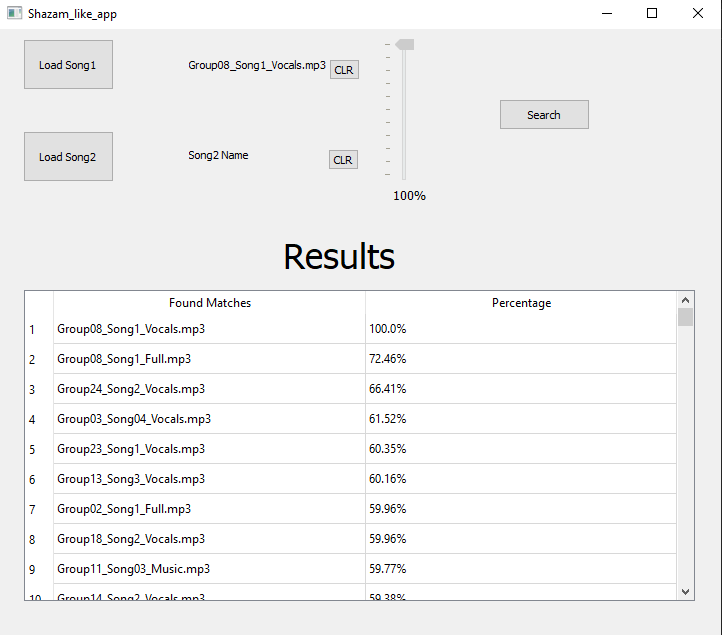 Shazam_like_app
Load Song1
Group08_Song1_Vocals.mp3
CLR
Search
Load Song2
Song2 Name
CLR
100%
Results
Found Matches Percentage
1 Group08_Song1_Vocals.mp3 100.0%
2 Group08_Song1_Full.mp3 72.46%
3 Group24_Song2_Vocals.mp3 66.41%
4 Group03_Song04_Vocals.mp3 61.52%
5 Group23_Song1_Vocals.mp3 60.35%
6 Group13_Song3_Vocals.mp3 60.16%
7 Group02_Song1_Full.mp3 59.96%
8 Group18_Song2_Vocals.mp3 59.96%
9 Group11_Song03_Music.mp3 59.77%
10 Group14_Song2_Vocals.mp3 59.38%